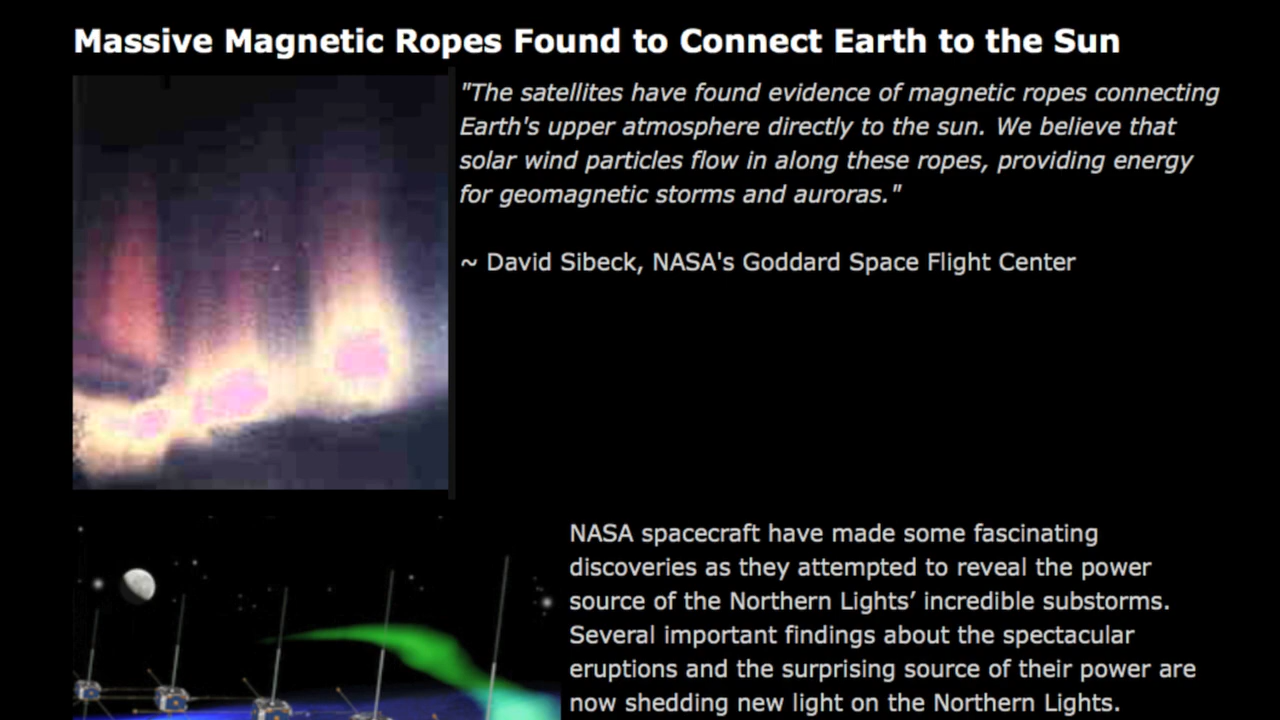 Massive Magnetic Ropes Found to Connect Earth to the Sun
"The satellites have found evidence of magnetic ropes connecting
Earth's upper atmosphere directly to the sun. We believe that
solar wind particles flow in along these ropes, providing energy
for geomagnetic storms and auroras."
~ David Sibeck, NASA's Goddard Space Flight Center
NASA spacecraft have made some fascinating
discoveries as they attempted to reveal the power
source of the Northern Lights’ incredible substorms.
Several important findings about the spectacular
eruptions and the surprising source of their power are
now shedding new light on the Northern Lights.